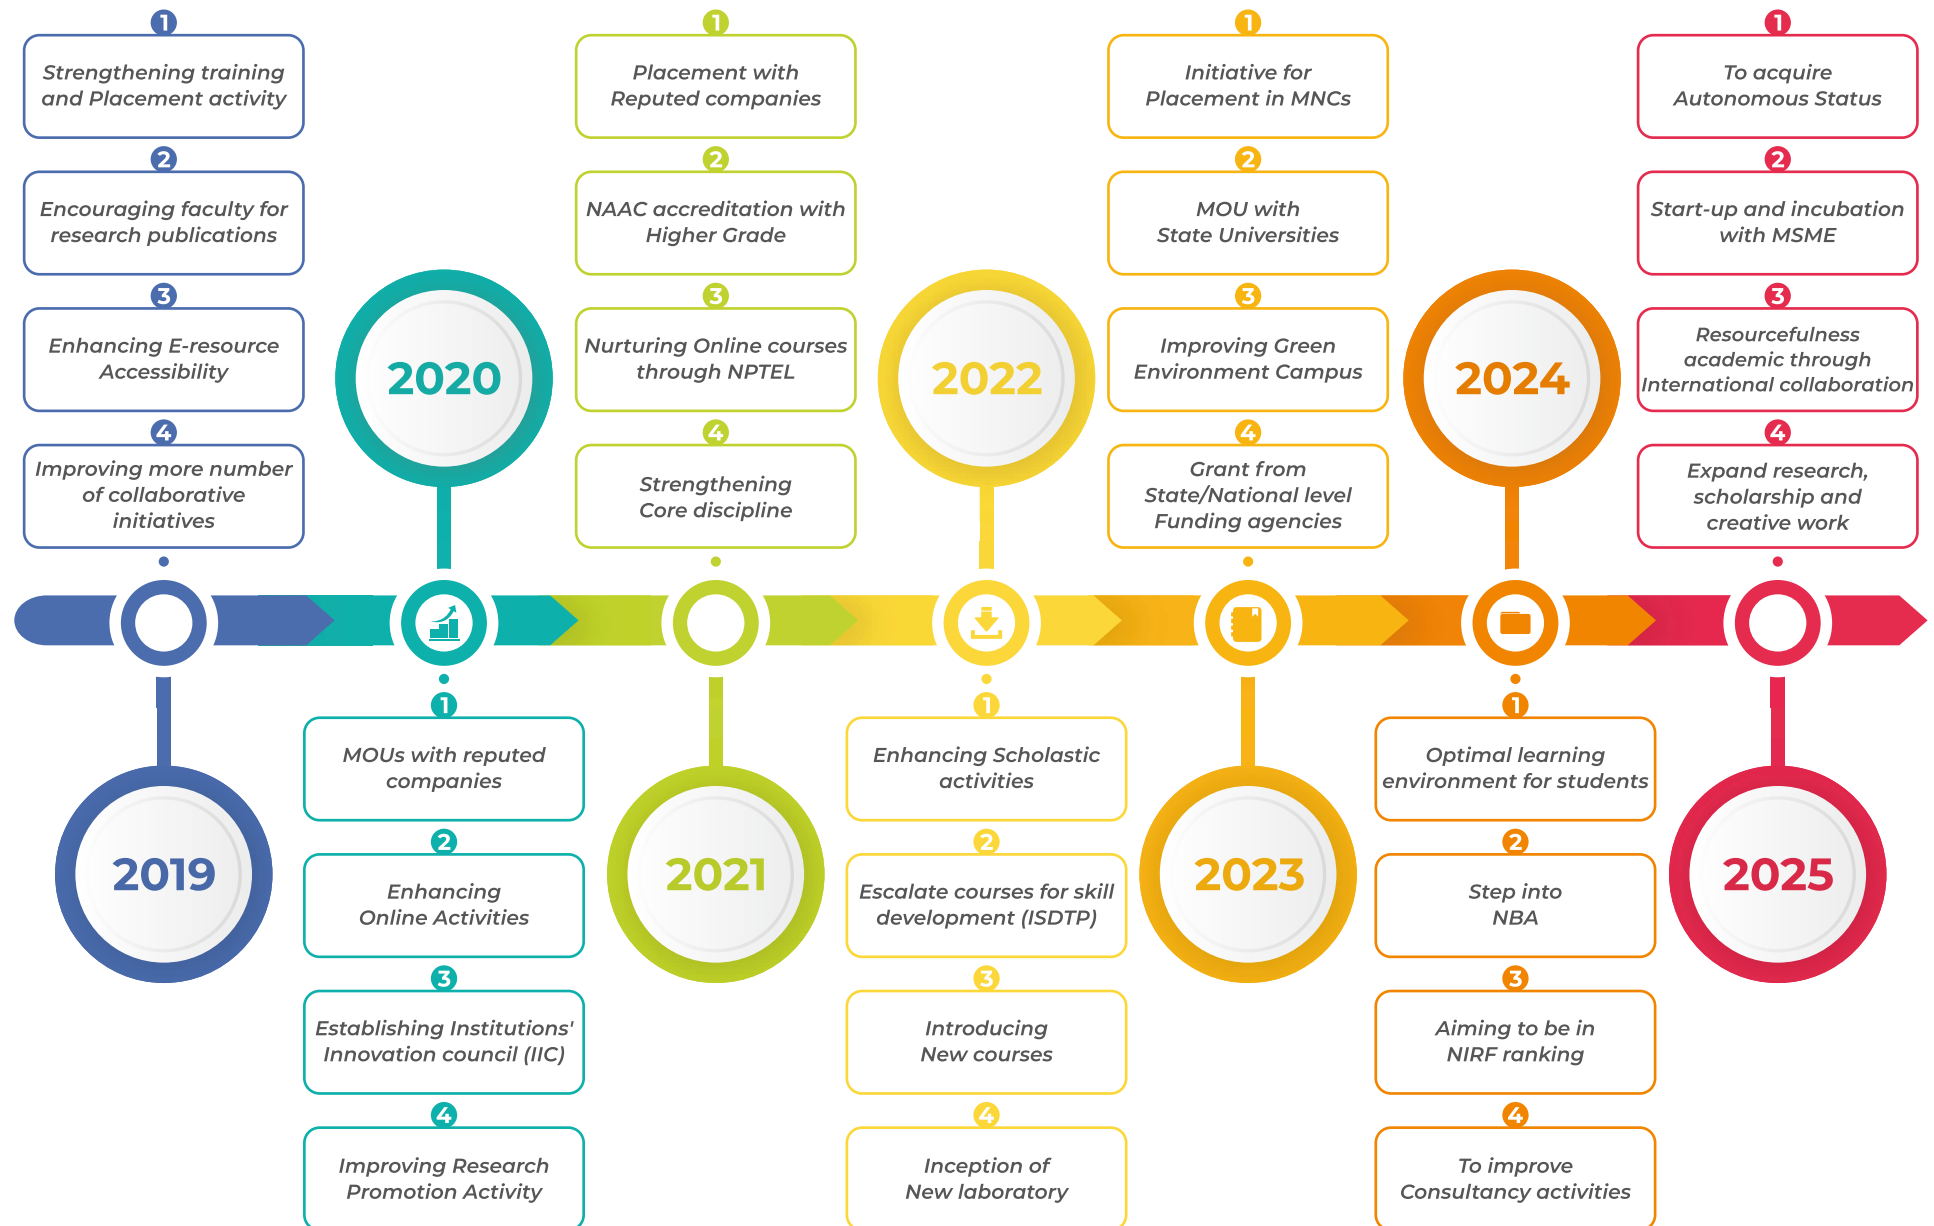 1
Strengthening training
and Placement activity
2
Encouraging faculty for
research publications
3
Enhancing E-resource
Accessibility
4
Improving more number
of collaborative
initiatives
2019
2020
1
MOUs with reputed
companies
2
Enhancing
Online Activities
3
Establishing Institutions'
Innovation council (IIC)
4
Improving Research
Promotion Activity
1
Placement with
Reputed companies
2
NAAC accreditation with
Higher Grade
3
Nurturing Online courses
through NPTEL
4
Strengthening
Core discipline
2021
2022
1
Enhancing Scholastic
activities
2
Escalate courses for skill
development (ISDTP)
3
Introducing
New courses
4
Inception of
New laboratory
1
Initiative for
Placement in MNCs
2
MOU with
State Universities
3
Improving Green
Environment Campus
4
Grant from
State/National level
Funding agencies
2023
2024
1
Optimal learning
environment for students
2
Step into
NBA
3
Aiming to be in
NIRF ranking
4
To improve
Consultancy activities
1
To acquire
Autonomous Status
2
Start-up and incubation
with MSME
3
Resourcefulness
academic through
International collaboration
4
Expand research,
scholarship and
creative work
2025